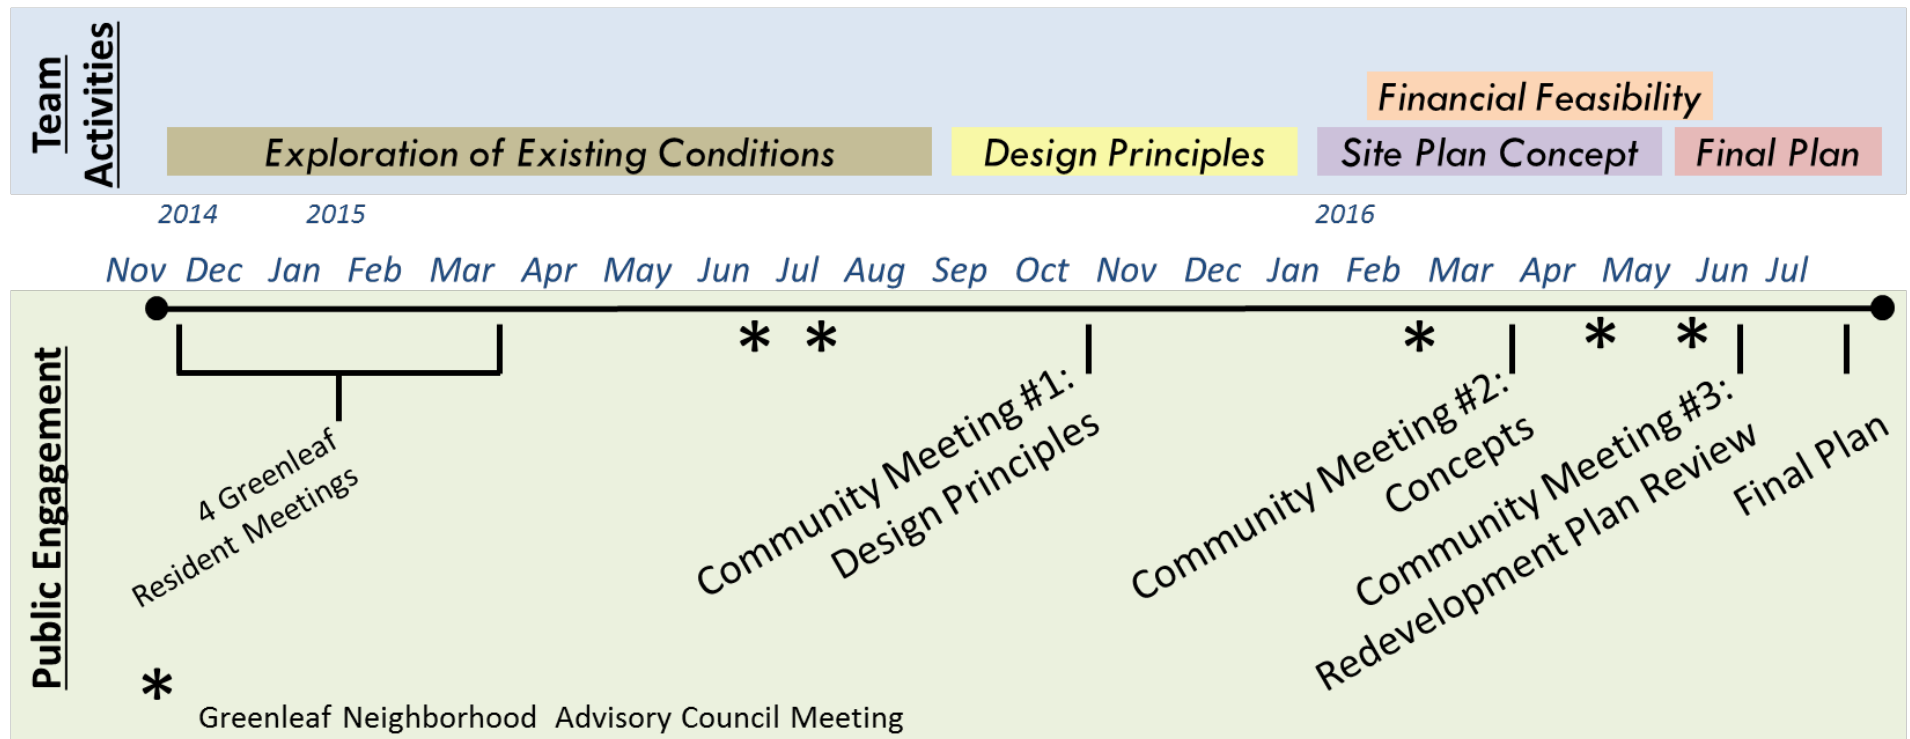 Team
Activities
Financial Feasibility
Exploration of Existing Conditions
Design Principles
Site Plan Concept
Final Plan
2014
2015
2016
Nov Dec Jan Feb Mar Apr May Jun Jul Aug Sep Oct Nov Dec Jan Feb Mar Apr May Jun Jul
Public Engagement
* * * * *
4 Greenleaf
Resident Meetings
Community Meeting #1:
Design Principles
Community Meeting #2:
Concepts
Community Meeting #3:
Redevelopment Plan Review
Final Plan
*
Greenleaf Neighborhood Advisory Council Meeting